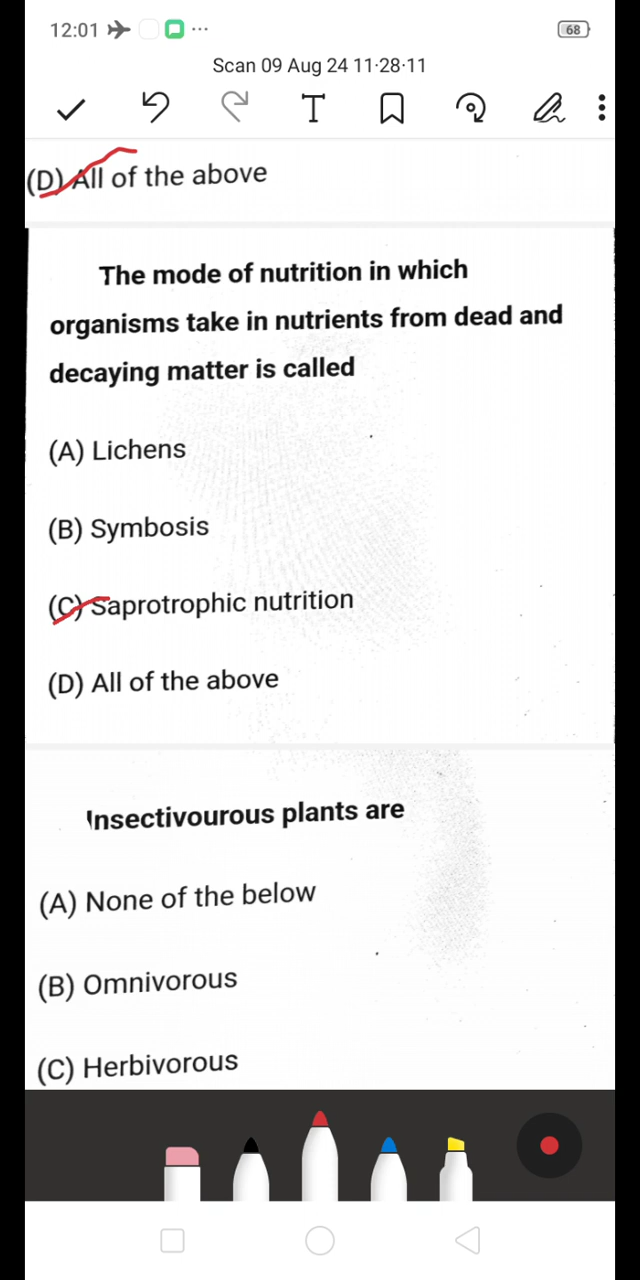 12:01
68
Scan 09 Aug 24 11·28·11
T
(D) All of the above
The mode of nutrition in which
organisms take in nutrients from dead and
decaying matter is called
(A) Lichens
(B) Symbosis
(C) Saprotrophic nutrition
(D) All of the above
Insectivourous plants are
(A) None of the below
(B) Omnivorous
(C) Herbivorous